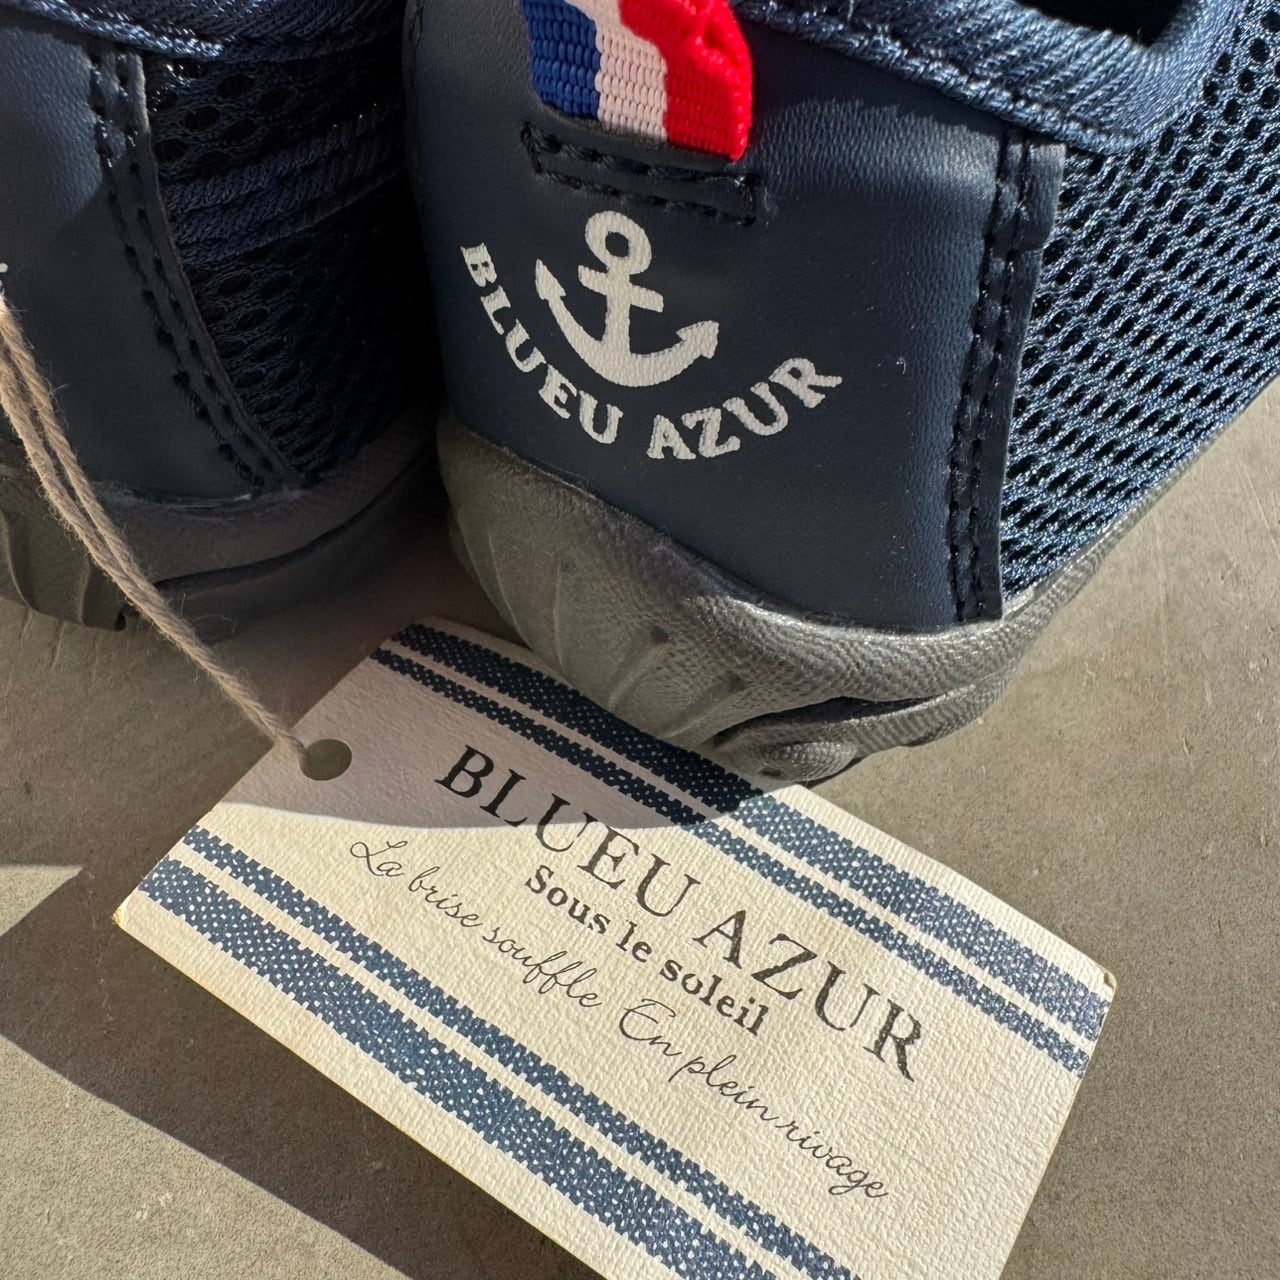 BLUEU AZUR
BLUEU AZUR
Sous le soleil
La brise souffle En plein rivage